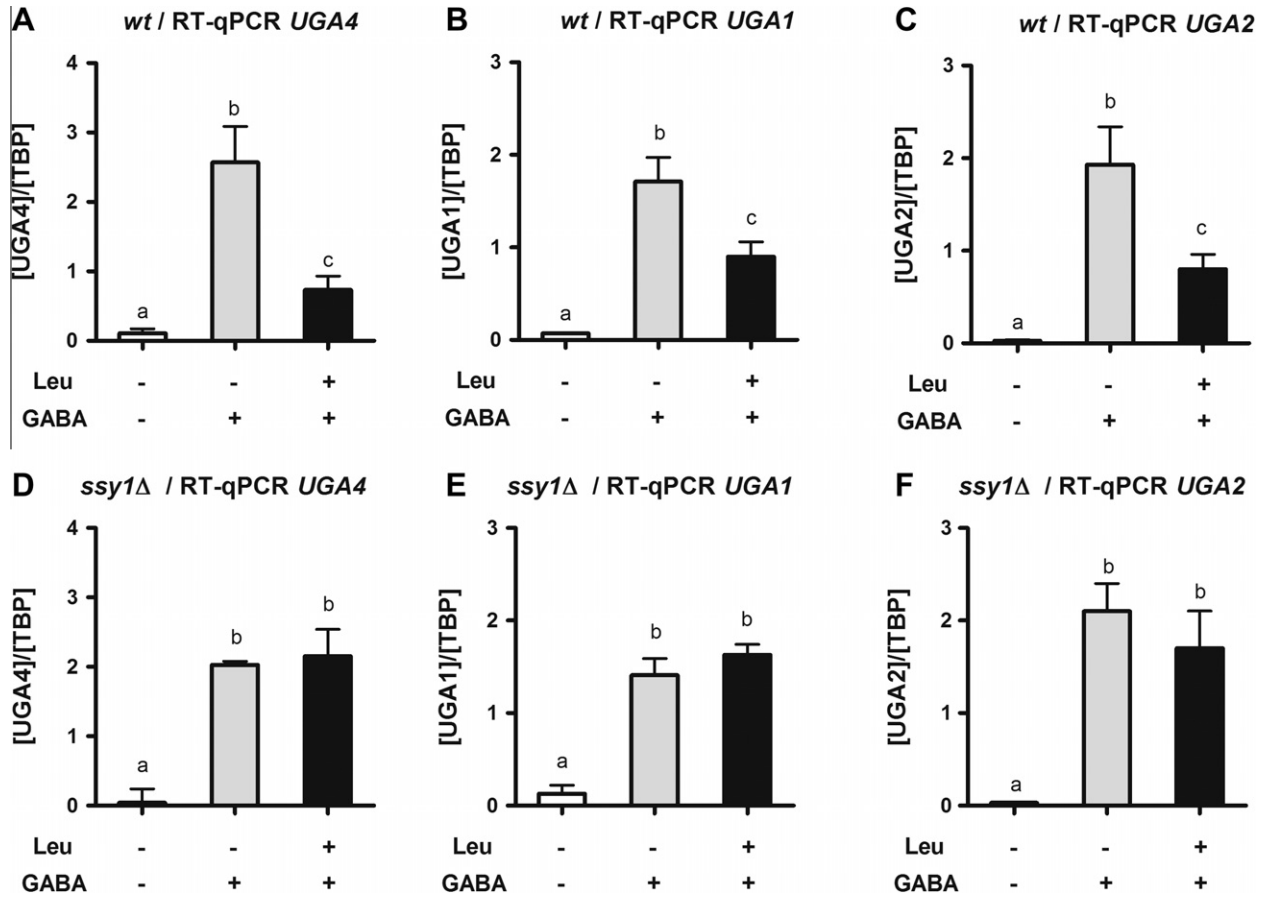 A wt / RT-qPCR UGA4
[UGA4]/[TBP]
4
3
2
1
0
a
b
c
Leu - - +
GABA - + +
B wt / RT-qPCR UGA1
[UGA1]/[TBP]
3
2
1
0
a
b
c
Leu - - +
GABA - + +
C wt / RT-qPCR UGA2
[UGA2]/[TBP]
3
2
1
0
a
b
c
Leu - - +
GABA - + +
D ssy1Δ / RT-qPCR UGA4
[UGA4]/[TBP]
4
3
2
1
0
a
b
b
Leu - - +
GABA - + +
E ssy1Δ / RT-qPCR UGA1
[UGA1]/[TBP]
3
2
1
0
a
b
b
Leu - - +
GABA - + +
F ssy1Δ / RT-qPCR UGA2
[UGA2]/[TBP]
3
2
1
0
a
b
b
Leu - - +
GABA - + +